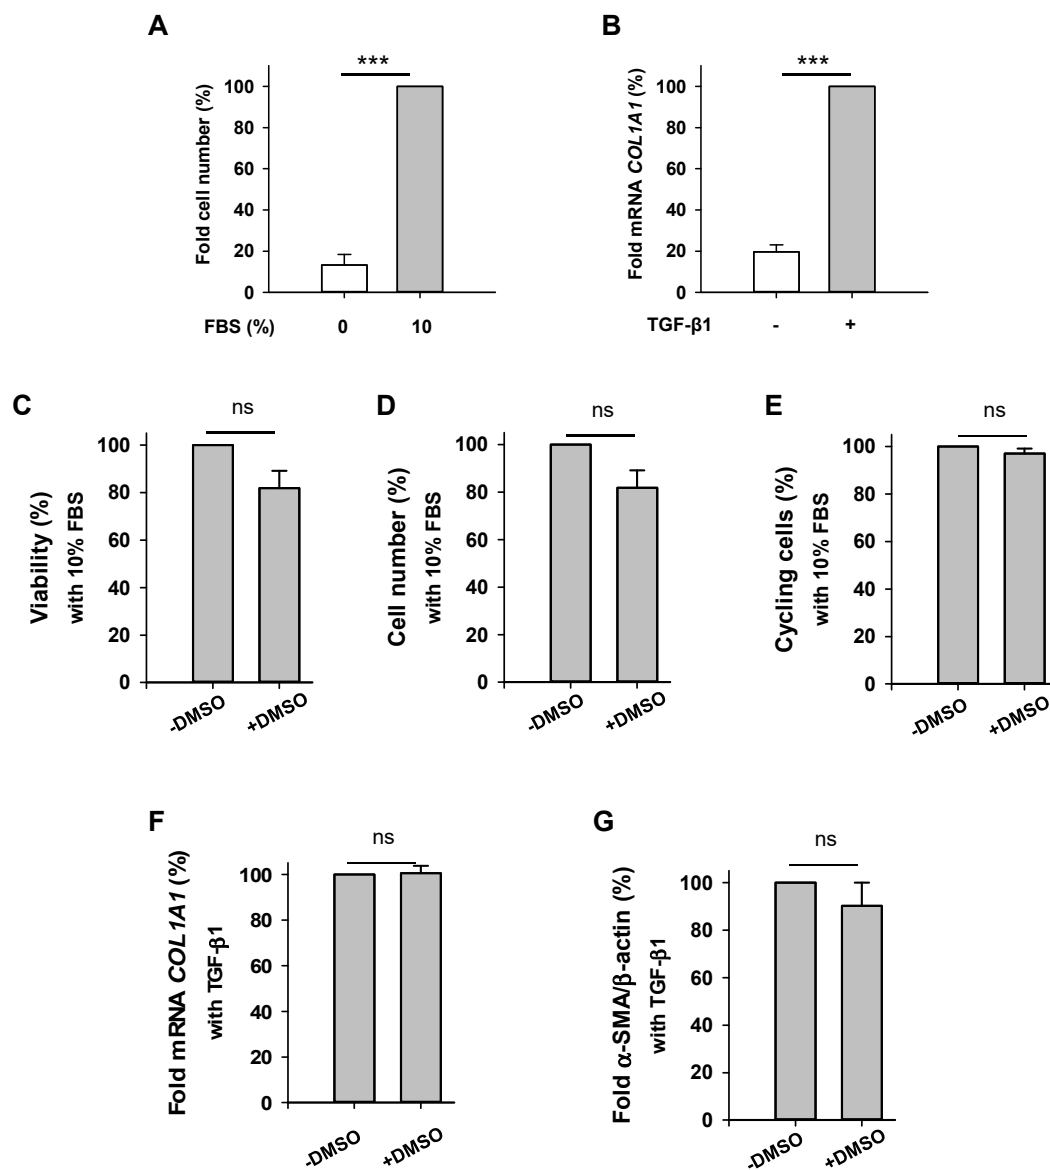 A
***
Fold cell number (%)
100
80
60
40
20
0
FBS (%)
0
10
B
***
Fold mRNA COL1A1 (%)
100
80
60
40
20
0
TGF-β1
-
+
C
ns
Viability (%)
with 10% FBS
100
80
60
40
20
0
-DMSO
+DMSO
D
ns
Cell number (%)
with 10% FBS
100
80
60
40
20
0
-DMSO
+DMSO
E
ns
Cycling cells (%)
with 10% FBS
100
80
60
40
20
0
-DMSO
+DMSO
F
ns
Fold mRNA COL1A1 (%)
with TGF-β1
100
80
60
40
20
0
-DMSO
+DMSO
G
ns
Fold α-SMA/β-actin (%)
with TGF-β1
100
80
60
40
20
0
-DMSO
+DMSO